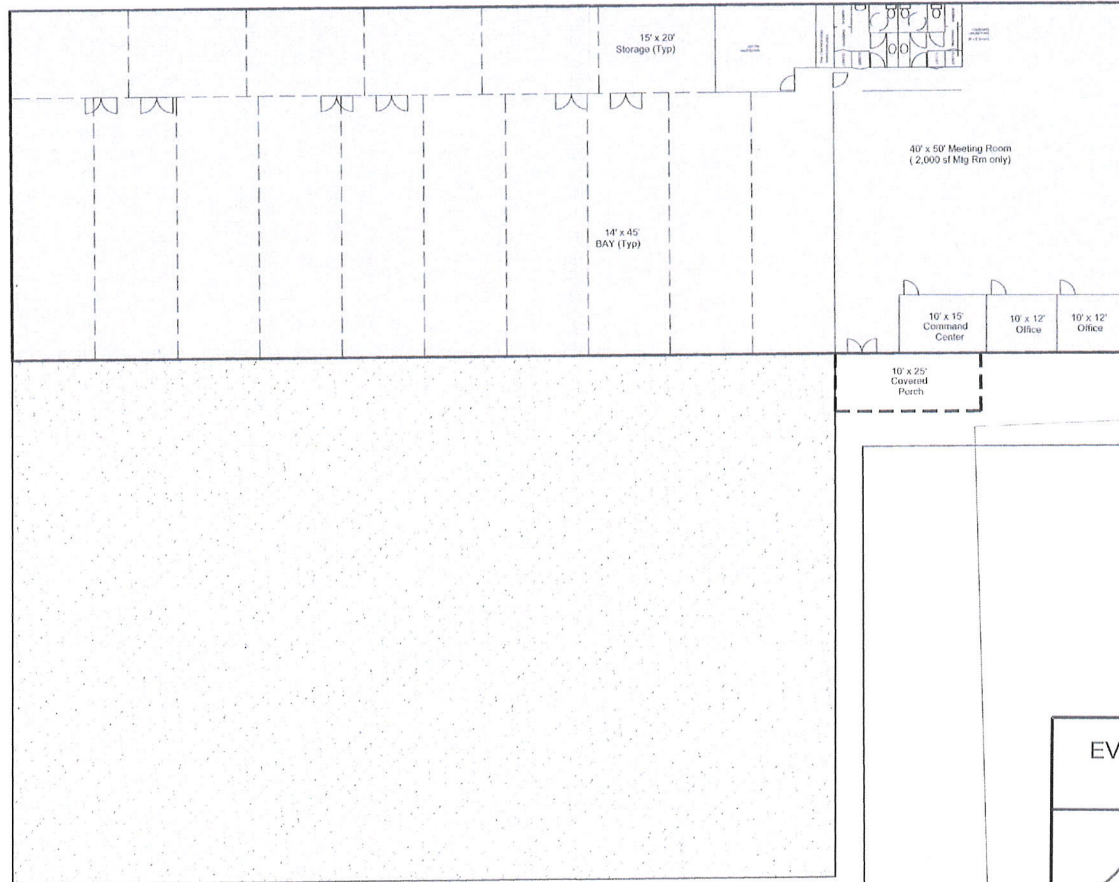 15' x 20'
Storage (Typ)
40' x 50' Meeting Room
( 2,000 sf Mtg Rm only)
14' x 45'
BAY (Typ)
10' x 15'
Command
Center
10' x 12'
Office
10' x 12'
Office
10' x 25'
Covered
Porch
EV